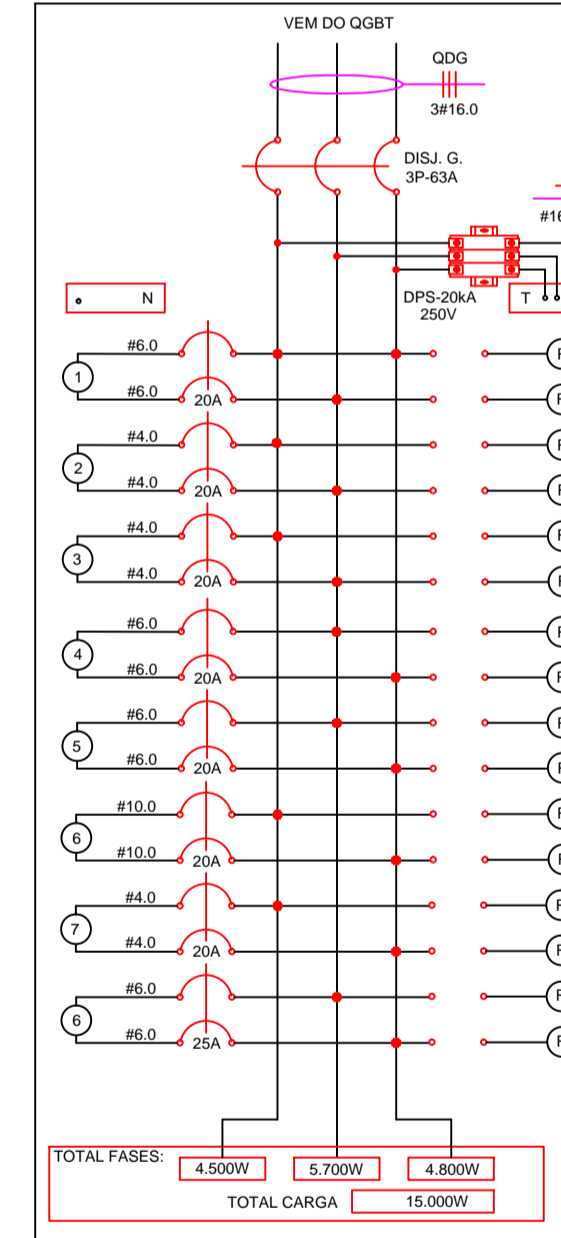 VEM DO QGBT
QDG
3#16.0
DISJ. G.
3P-63A
#16
N
DPS-20kA
250V
T
#6.0
1
#6.0
20A
#4.0
2
#4.0
20A
#4.0
3
#4.0
20A
#6.0
4
#6.0
20A
#6.0
5
#6.0
20A
#10.0
6
#10.0
20A
#4.0
7
#4.0
20A
#6.0
6
#6.0
25A
TOTAL FASES:
4.500W 5.700W 4.800W
TOTAL CARGA 15.000W